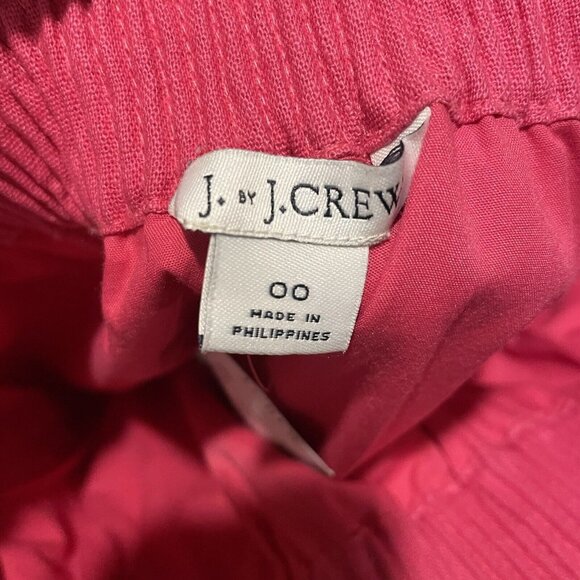 J. BY J.CREW
00
MADE IN
PHILIPPINES